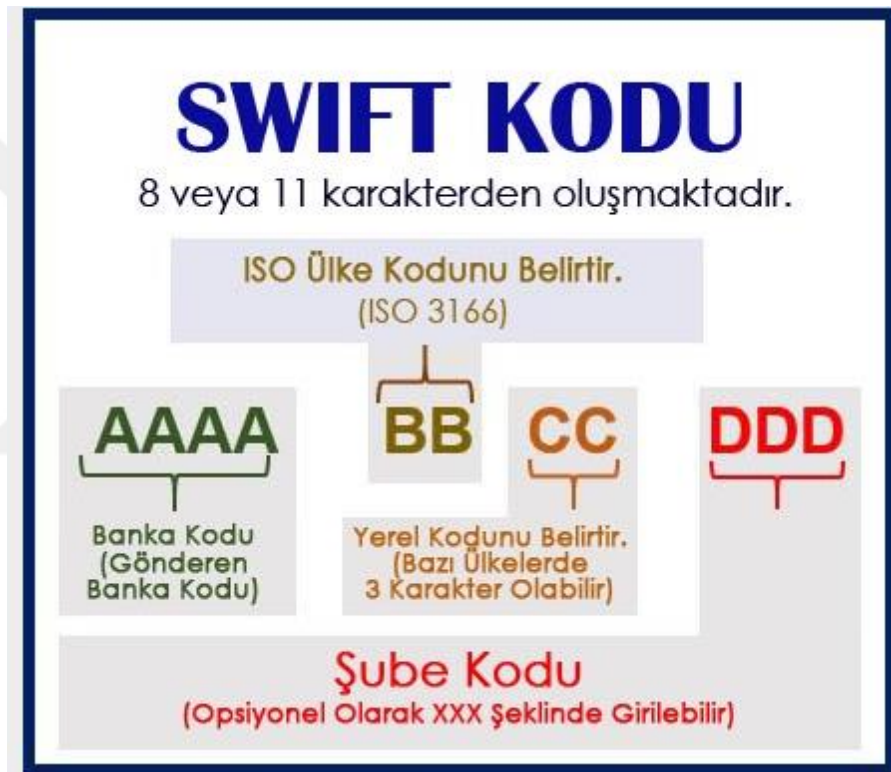 SWIFT KODU
8 veya 11 karakterden oluşmaktadır.
ISO Ülke Kodunu Belirtir.
(ISO 3166)
AAAA BB CC DDD
Banka Kodu
(Gönderen
Banka Kodu)
Yerel Kodunu Belirtir.
(Bazı Ülkelerde
3 Karakter Olabilir)
Şube Kodu
(Opsiyonel Olarak XXX Şeklinde Girilebilir)